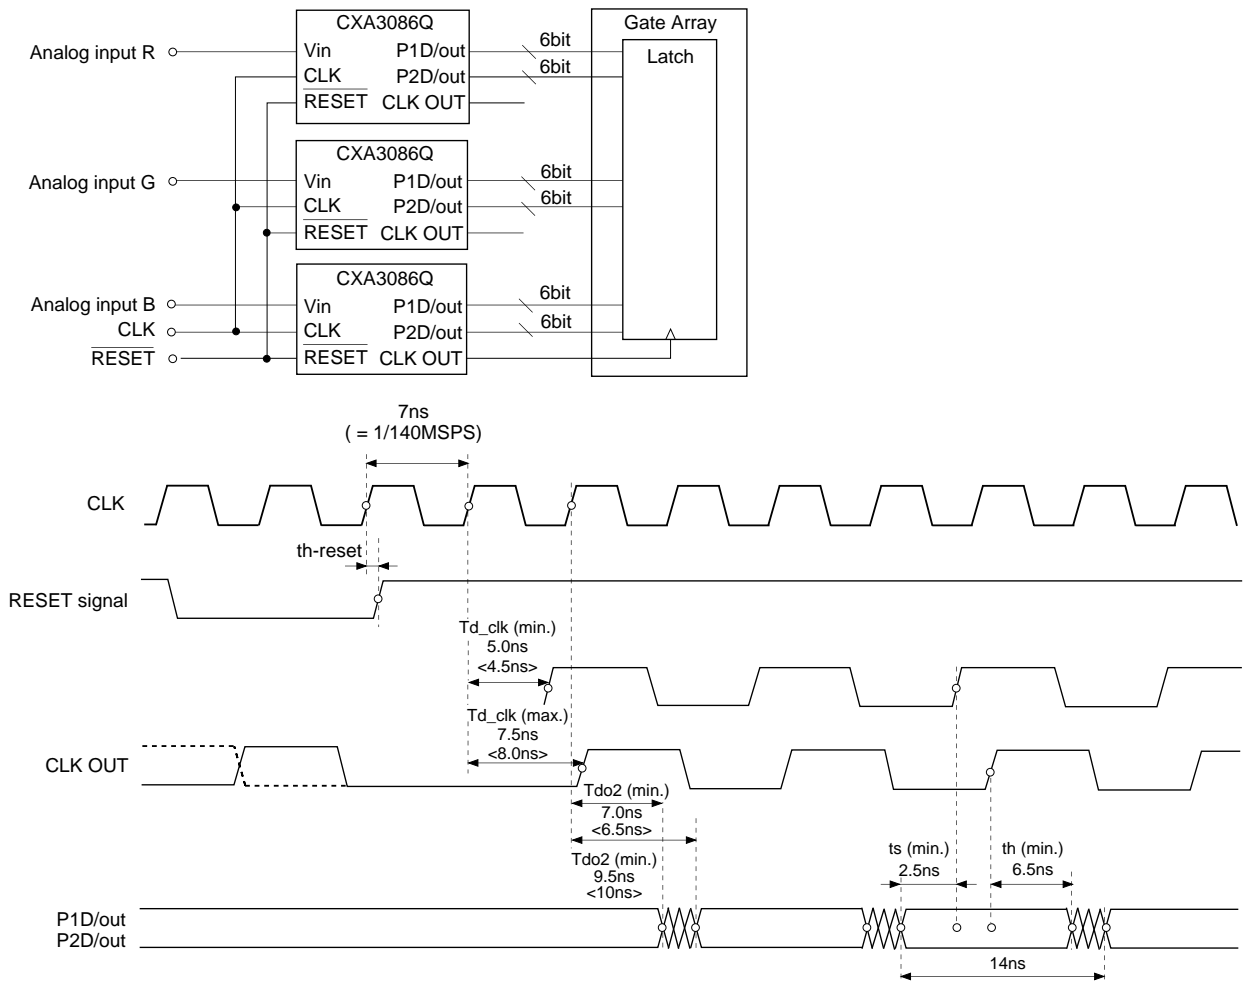 CXA3086Q
Analog input R
Vin P1D/out
6bit
CLK P2D/out
6bit
RESET CLK OUT
Gate Array
Latch
CXA3086Q
Analog input G
Vin P1D/out
6bit
CLK P2D/out
6bit
RESET CLK OUT
CXA3086Q
Analog input B
Vin P1D/out
6bit
CLK
CLK P2D/out
6bit
RESET
RESET CLK OUT
7ns
( = 1/140MSPS)
CLK
th-reset
RESET signal
Td_clk (min.)
5.0ns
<4.5ns>
Td_clk (max.)
7.5ns
<8.0ns>
CLK OUT
Tdo2 (min.)
7.0ns
<6.5ns>
Tdo2 (min.)
9.5ns
<10ns>
ts (min.)
2.5ns
th (min.)
6.5ns
P1D/out
P2D/out
14ns